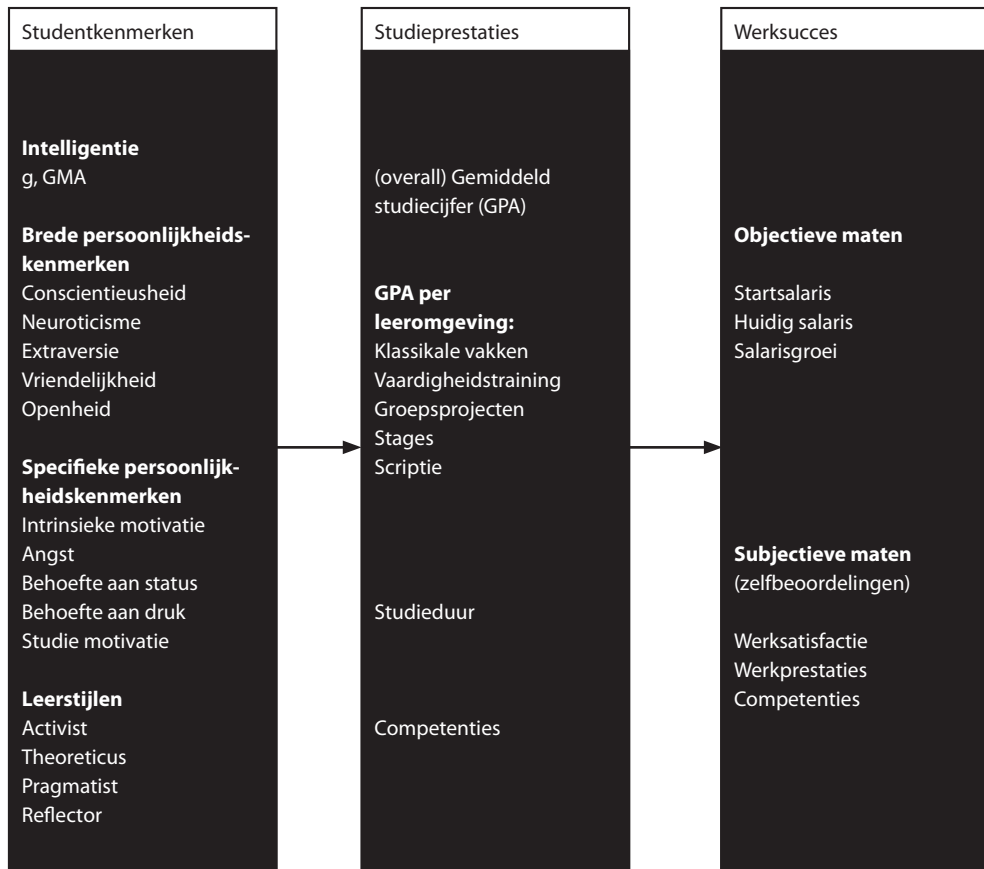 Studentkenmerken
Intelligentie
g, GMA
Brede persoonlijkheids-
kenmerken
Conscientieusheid
Neuroticisme
Extraversie
Vriendelijkheid
Openheid
Specifieke persoonlijk-
heidskenmerken
Intrinsieke motivatie
Angst
Behoefte aan status
Behoefte aan druk
Studie motivatie
Leerstijlen
Activist
Theoreticus
Pragmatist
Reflector
Studieprestaties
(overall) Gemiddeld
studiecijfer (GPA)
GPA per
leeromgeving:
Klassikale vakken
Vaardigheidstraining
Groepsprojecten
Stages
Scriptie
Studieduur
Competenties
Werksucces
Objectieve maten
Startsalaris
Huidig salaris
Salarisgroei
Subjectieve maten
(zelfbeoordelingen)
Werksatisfactie
Werkprestaties
Competenties